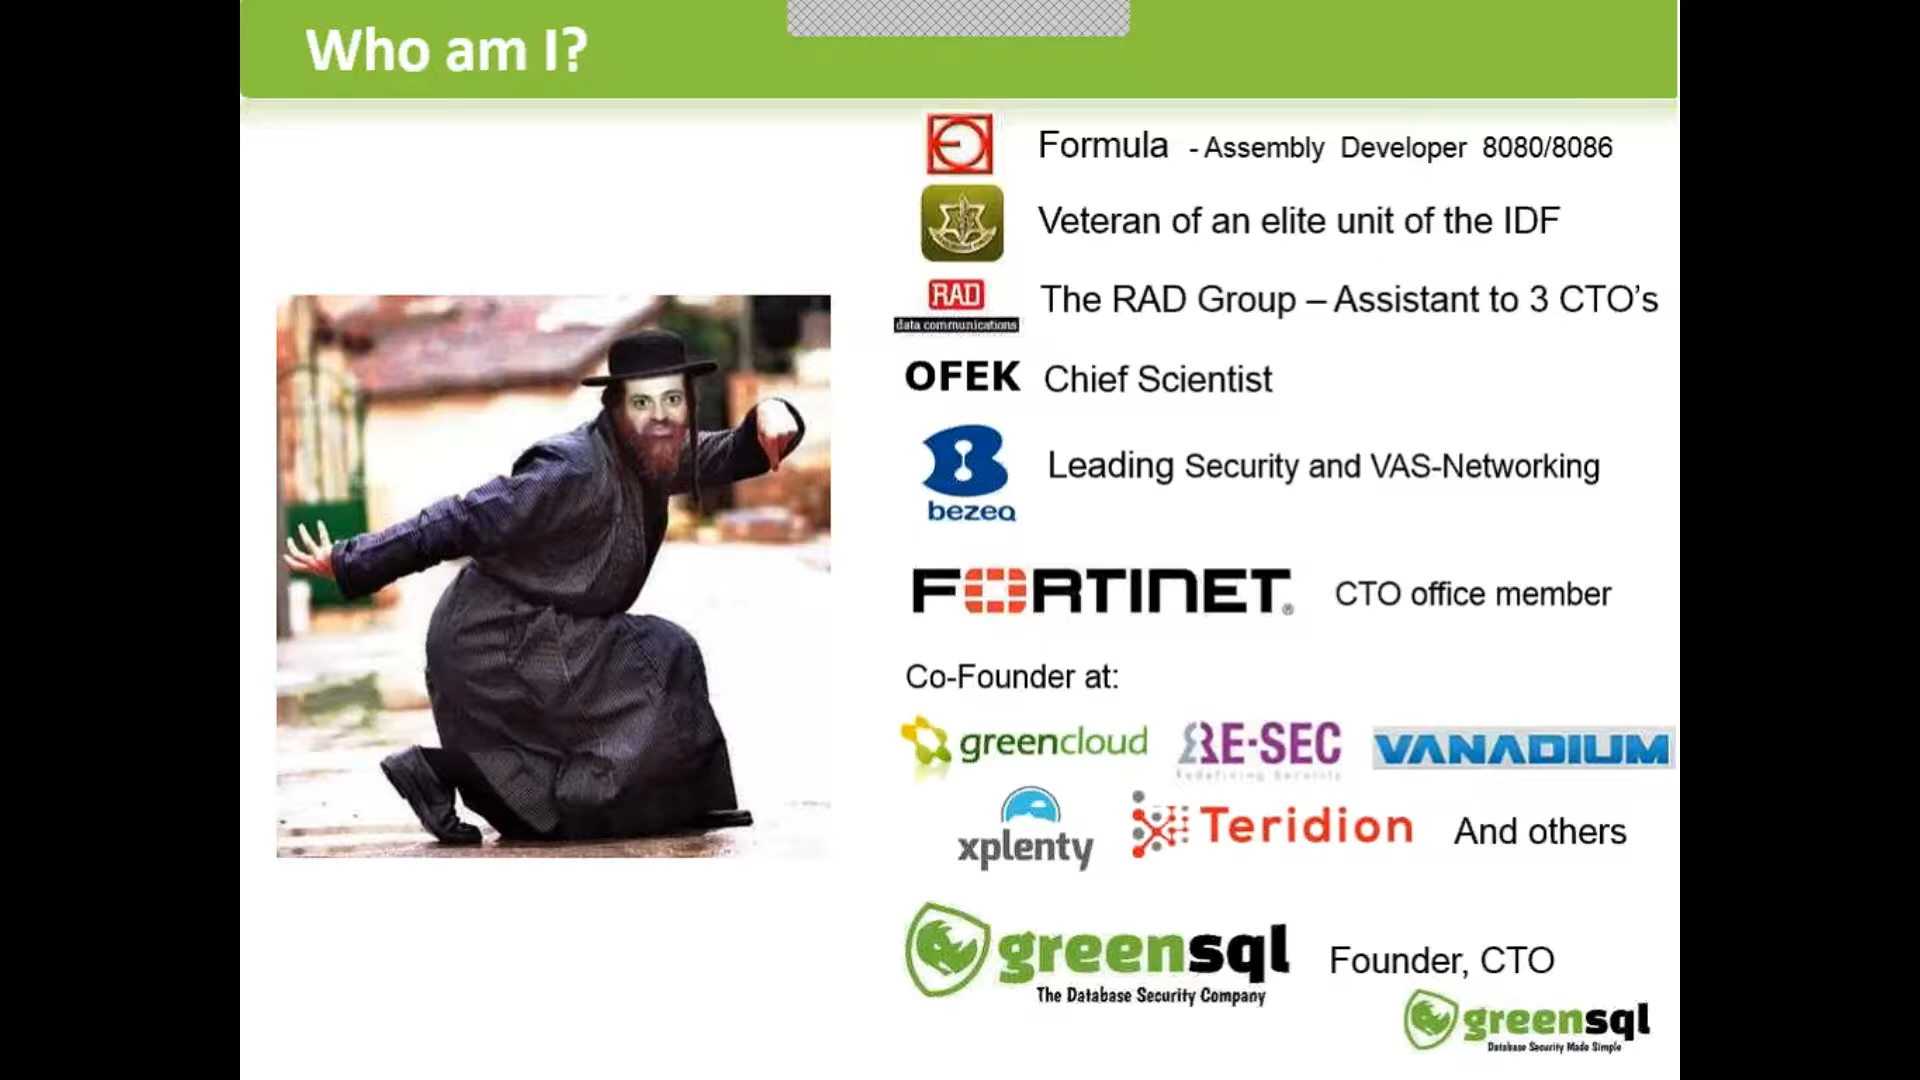 Who am I?
Formula - Assembly Developer 8080/8086
Veteran of an elite unit of the IDF
RAD
data communications
The RAD Group – Assistant to 3 CTO’s
OFEK Chief Scientist
bezeq
Leading Security and VAS-Networking
FORTINET® CTO office member
Co-Founder at:
greencloud RE-SEC VANADIUM
Redefining Security
xplenty Teridion And others
greensql Founder, CTO
The Database Security Company
greensql
Database Security Made Simple